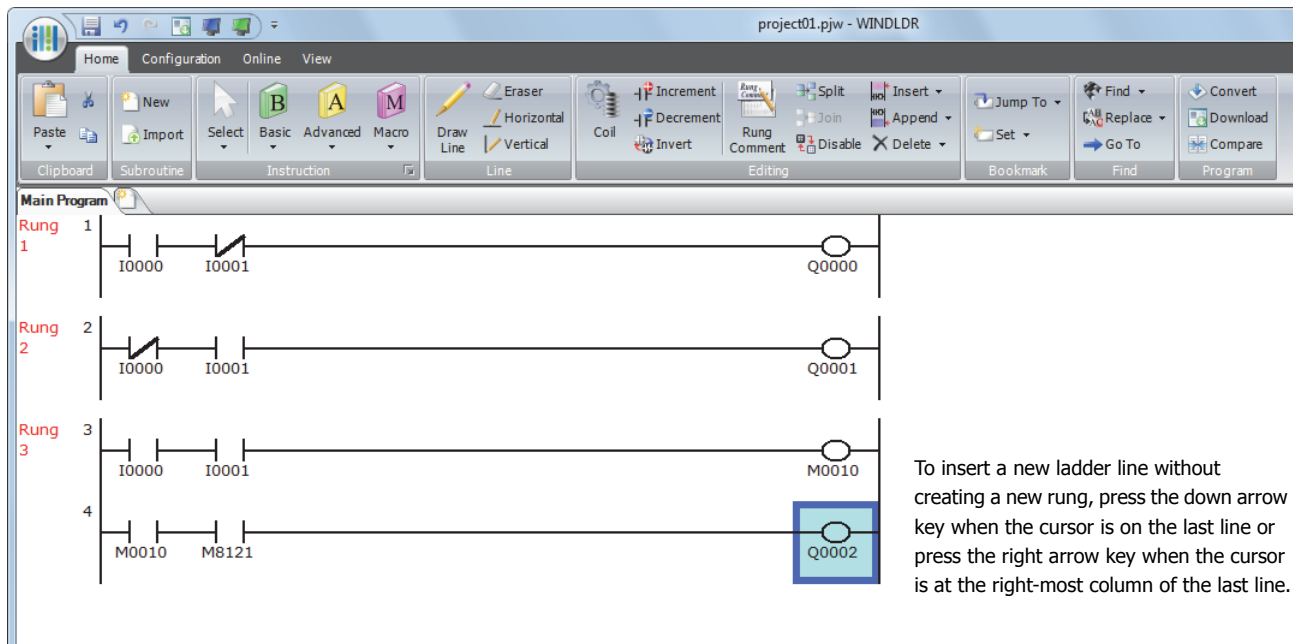 project01.pjw - WINDLDR
Home Configuration Online View
Paste
Clipboard
New
Import
Subroutine
Select
B
Basic
A
Advanced
M
Macro
Instruction
Draw
Line
Eraser
Horizontal
Vertical
Line
Coil
Increment
Decrement
Invert
Rung
Comment
Split
Join
Disable
Insert
Append
Delete
Editing
Jump To
Set
Bookmark
Find
Replace
Go To
Find
Convert
Download
Compare
Program
Main Program
Rung 1
1
I0000 I0001 Q0000
Rung 2
2
I0000 I0001 Q0001
Rung 3
3
I0000 I0001 M0010
4
M0010 M8121 Q0002
To insert a new ladder line without
creating a new rung, press the down arrow
key when the cursor is on the last line or
press the right arrow key when the cursor
is at the right-most column of the last line.